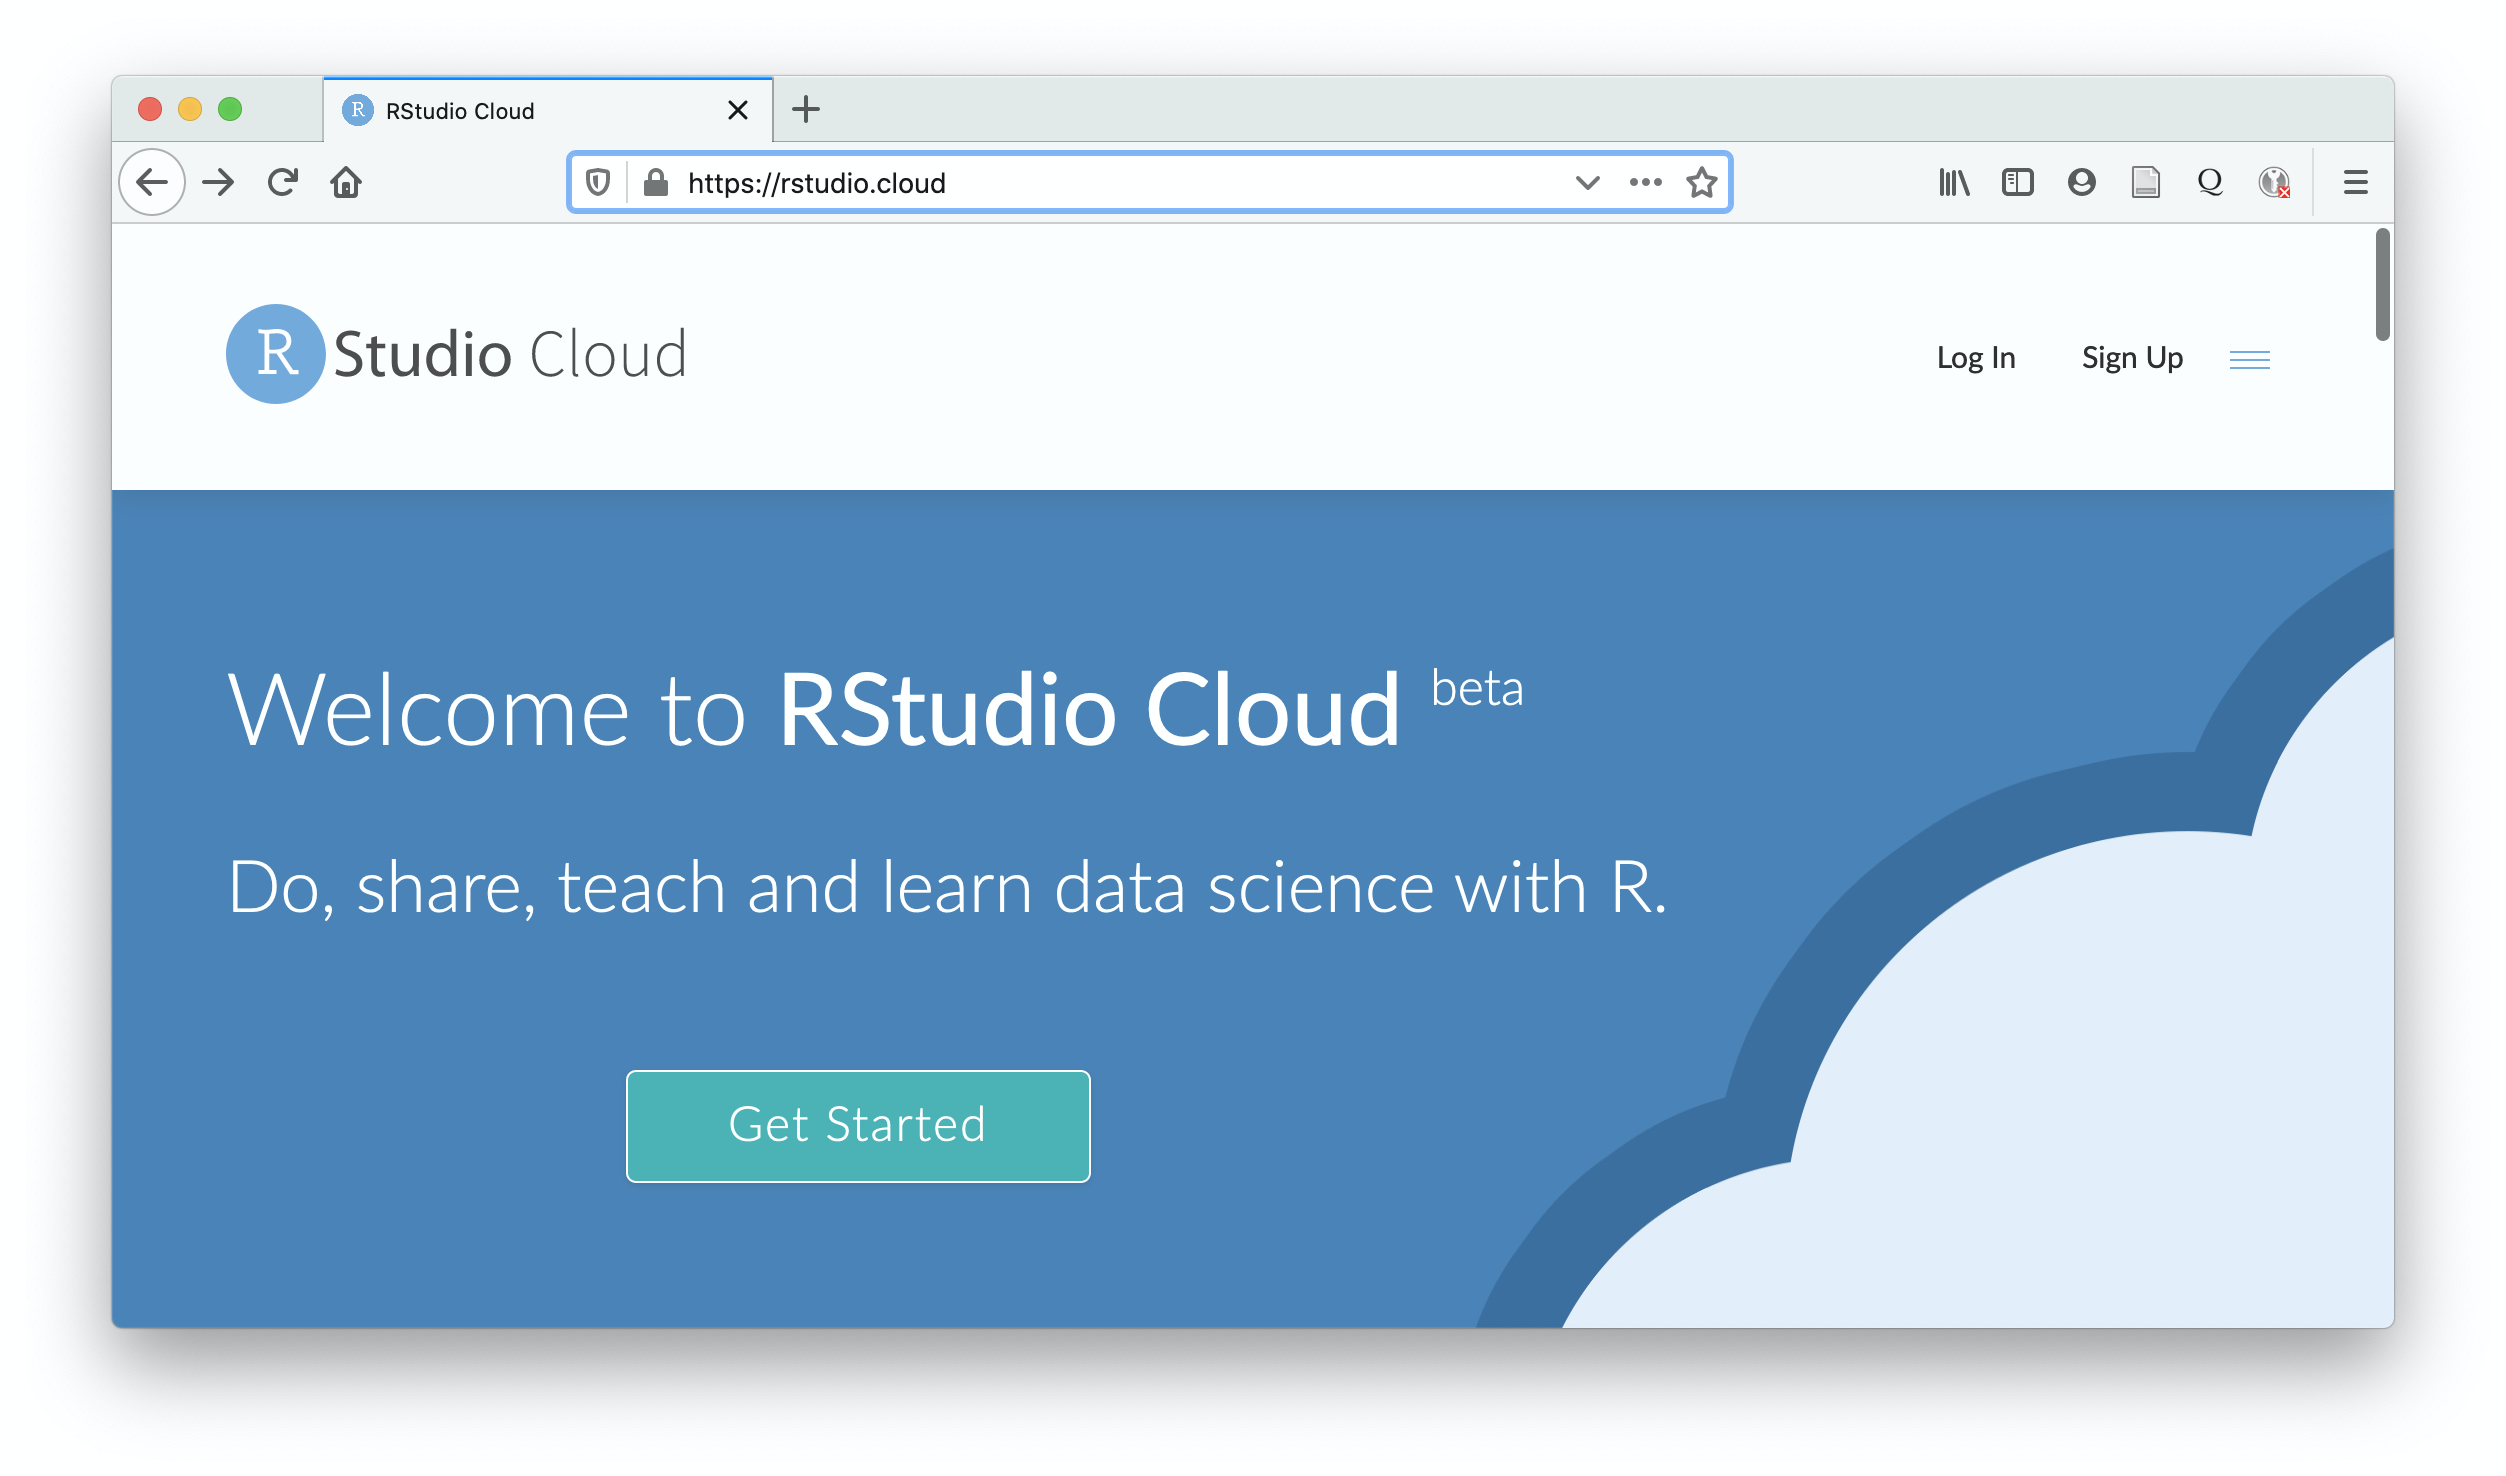 R RStudio Cloud
https://rstudio.cloud
Q
RStudio Cloud
Log In Sign Up
Welcome to RStudio Cloud beta
Do, share, teach and learn data science with R.
Get Started